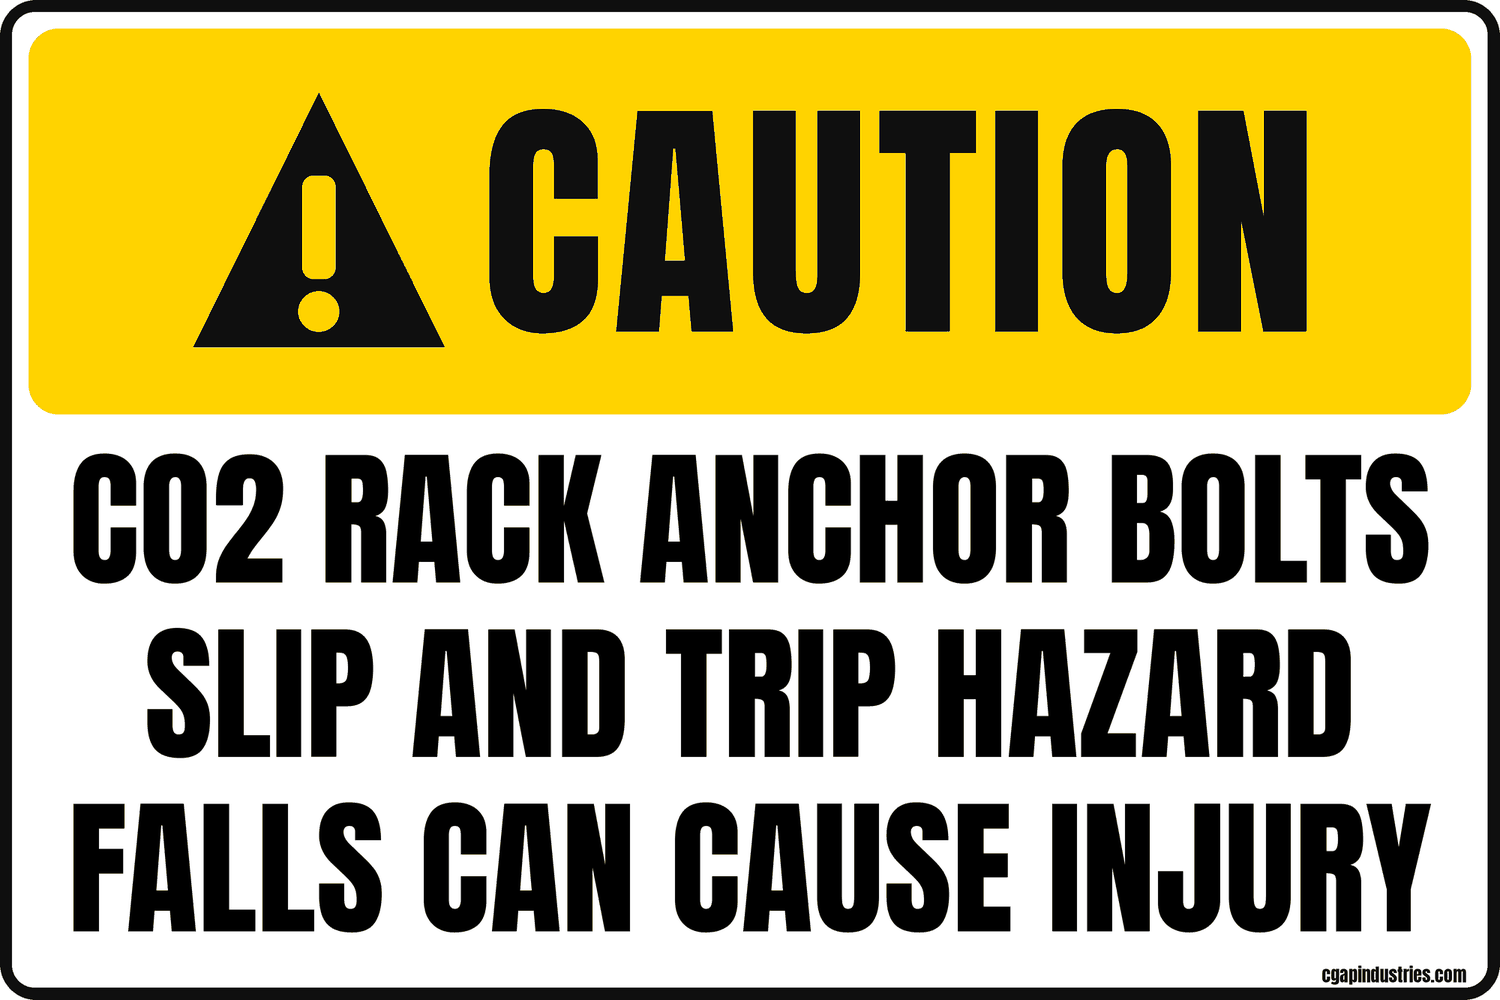 CAUTION
CO2 RACK ANCHOR BOLTS
SLIP AND TRIP HAZARD
FALLS CAN CAUSE INJURY
cgapindustries.com